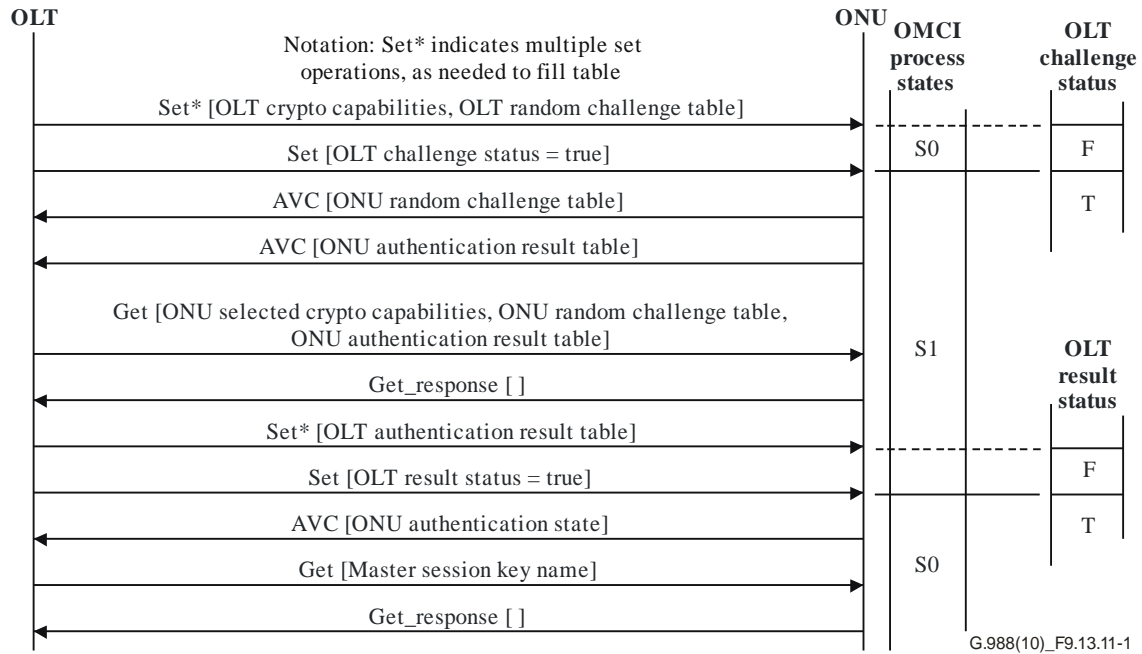 OLT
ONU
OMCI
process
states
OLT
challenge
status
Notation: Set* indicates multiple set
operations, as needed to fill table
Set* [OLT crypto capabilities, OLT random challenge table]
S0
F
Set [OLT challenge status = true]
AVC [ONU random challenge table]
T
AVC [ONU authentication result table]
Get [ONU selected crypto capabilities, ONU random challenge table,
ONU authentication result table]
S1
OLT
result
status
Get_response [ ]
Set* [OLT authentication result table]
F
Set [OLT result status = true]
AVC [ONU authentication state]
T
S0
Get [Master session key name]
Get_response [ ]
G.988(10)_F9.13.11-1